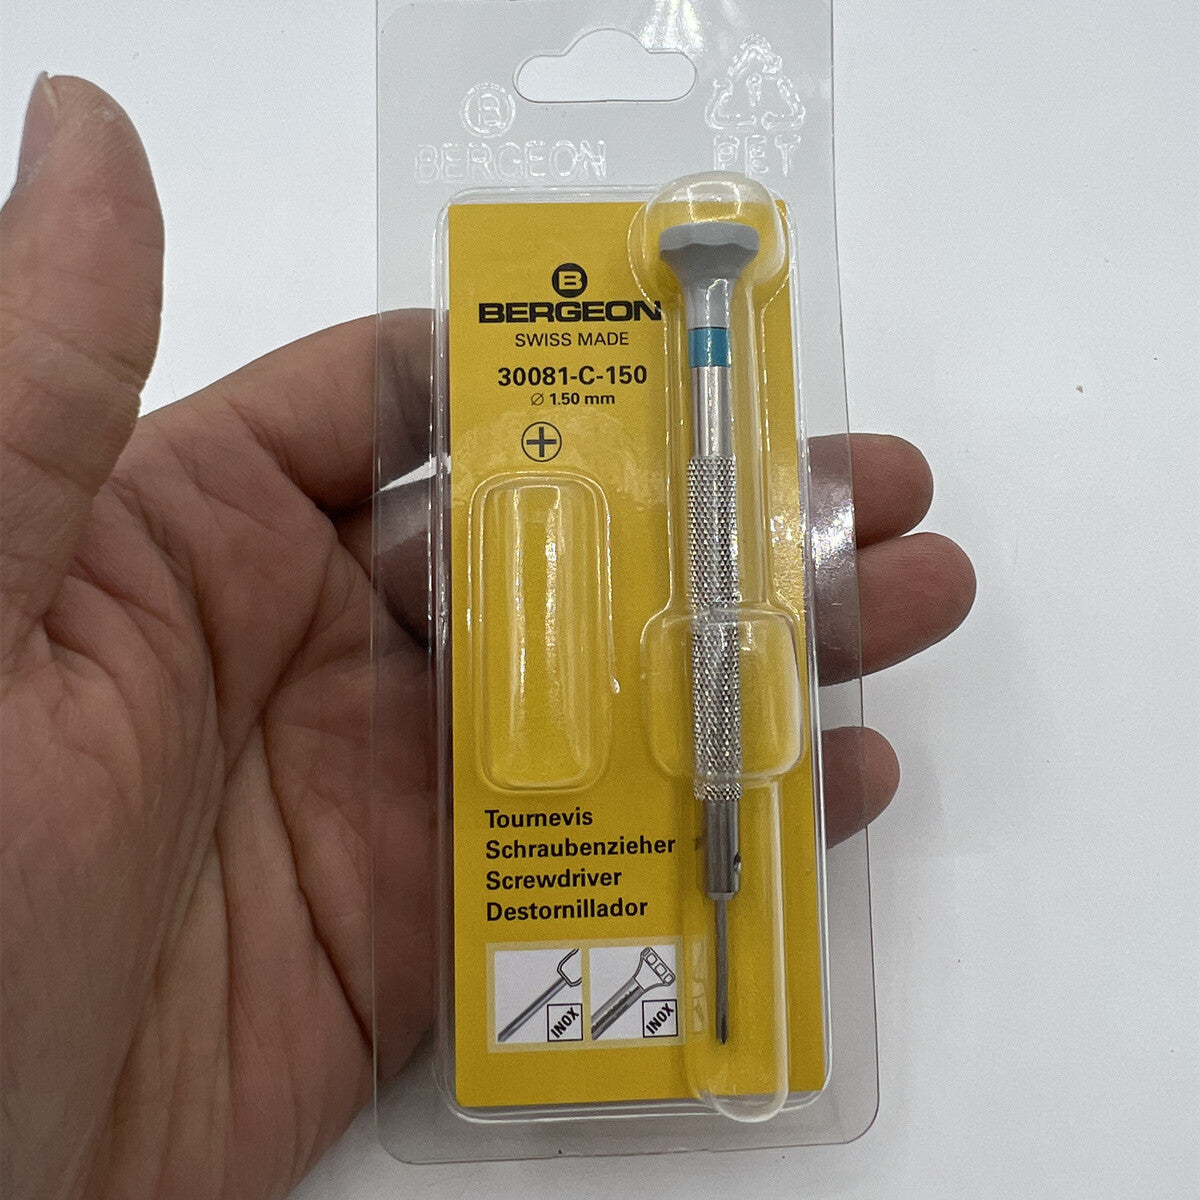 B
BERGEON
PET
B
BERGEON
SWISS MADE
30081-C-150
Ø 1.50 mm
Tournevis
Schraubenzieher
Screwdriver
Destornillador
INOX
INOX